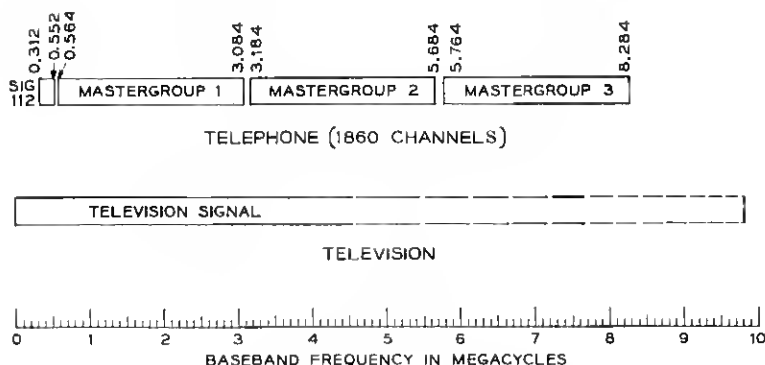 0.312 0.552 0.564 3.084 3.184 5.684 5.764 8.284
SIG
112
MASTERGROUP 1 MASTERGROUP 2 MASTERGROUP 3
TELEPHONE (1860 CHANNELS)
TELEVISION SIGNAL
TELEVISION
0 1 2 3 4 5 6 7 8 9 10
BASEBAND FREQUENCY IN MEGACYCLES